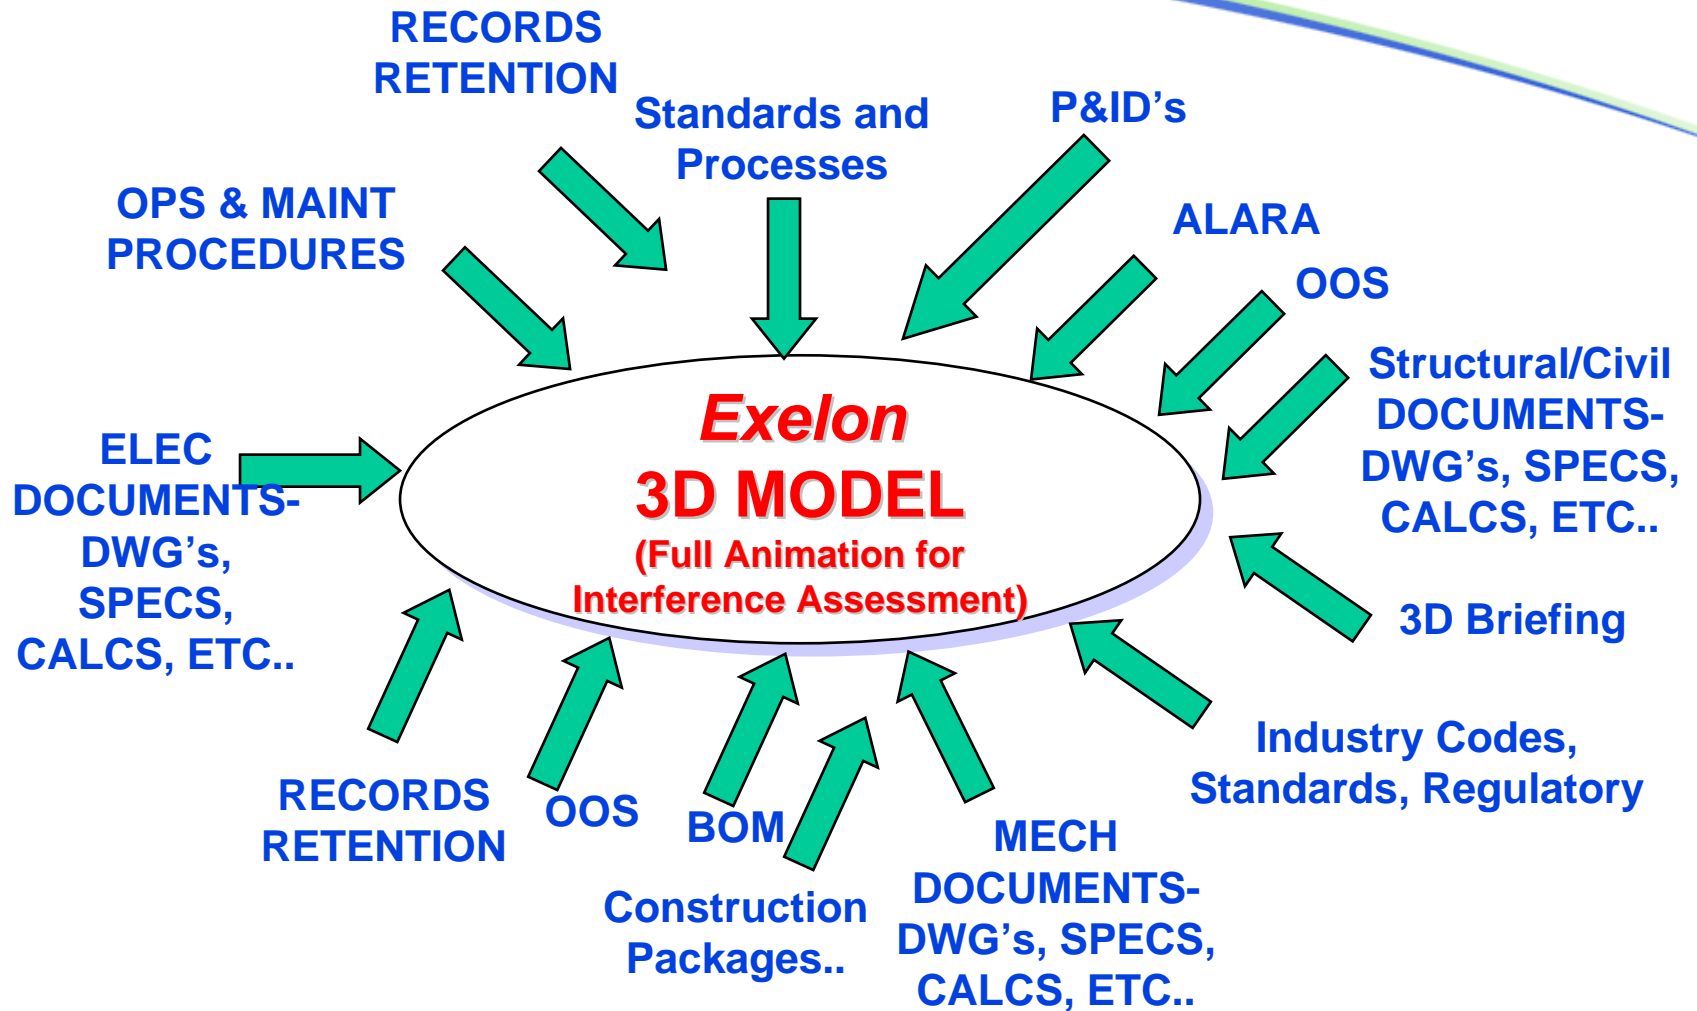 RECORDS
RETENTION
Standards and
Processes
P&ID’s
OPS & MAINT
PROCEDURES
ALARA
OOS
Structural/Civil
DOCUMENTS-
DWG’s, SPECS,
CALCS, ETC..
Exelon
3D MODEL
(Full Animation for
Interference Assessment)
ELEC
DOCUMENTS-
DWG’s,
SPECS,
CALCS, ETC..
3D Briefing
Industry Codes,
Standards, Regulatory
RECORDS
RETENTION
OOS
BOM
Construction
Packages..
MECH
DOCUMENTS-
DWG’s, SPECS,
CALCS, ETC..